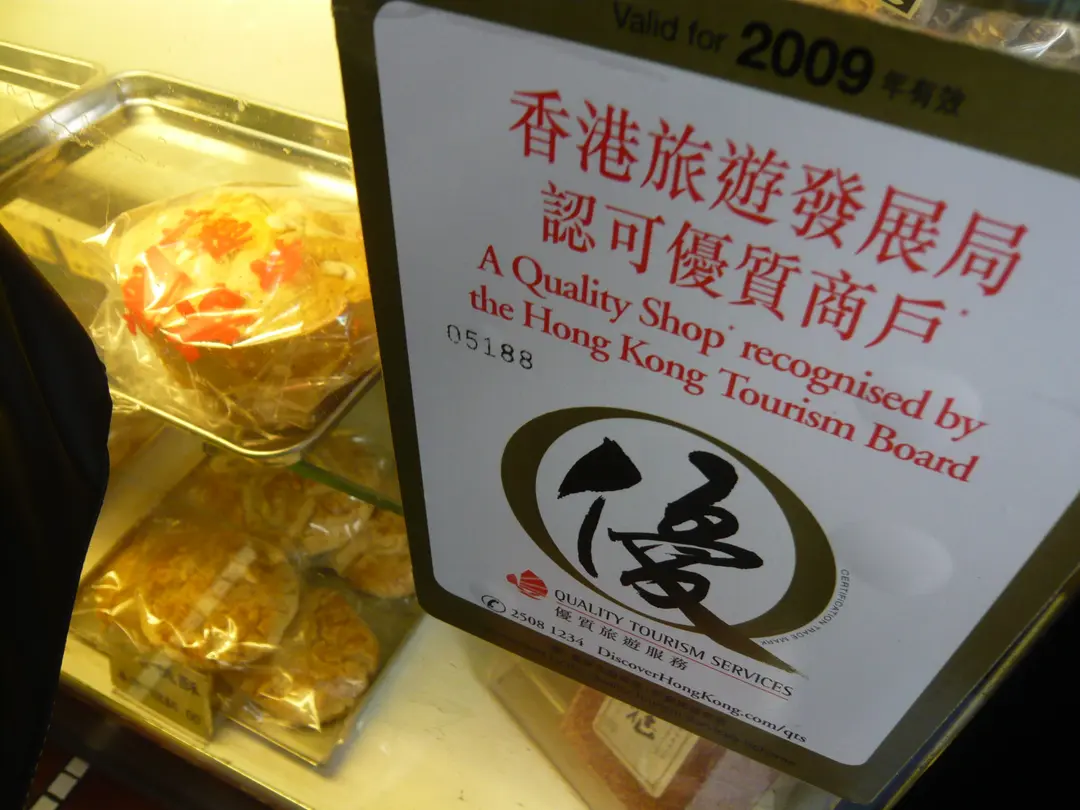 Valid for 2009 年有效
香港旅遊發展局
認可優質商戶
A Quality Shop recognised by
the Hong Kong Tourism Board
05188
優
CERTIFICATION TRADE MARK
QUALITY TOURISM SERVICES
優質旅遊服務
2508 1234 DiscoverHongKong.com/qts